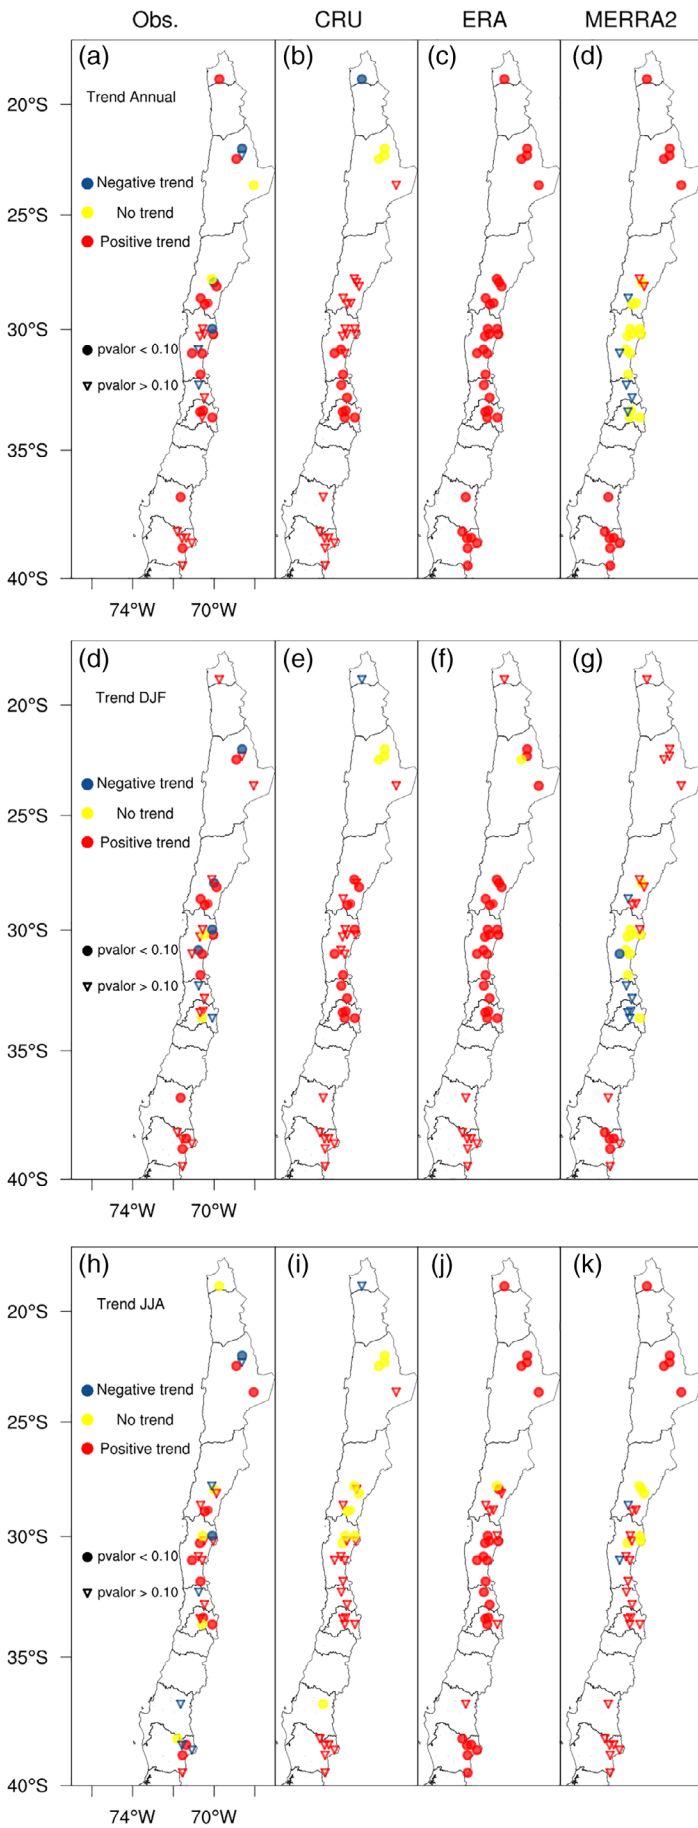 Obs. CRU ERA MERRA2
(a) (b) (c) (d)
Trend Annual
20°S
Negative trend
No trend
25°S
Positive trend
30°S
pvalor < 0.10
pvalor > 0.10
35°S
40°S
74°W 70°W
(d) (e) (f) (g)
Trend DJF
20°S
Negative trend
No trend
25°S
Positive trend
30°S
pvalor < 0.10
pvalor > 0.10
35°S
40°S
74°W 70°W
(h) (i) (j) (k)
Trend JJA
20°S
Negative trend
No trend
25°S
Positive trend
30°S
pvalor < 0.10
pvalor > 0.10
35°S
40°S
74°W 70°W